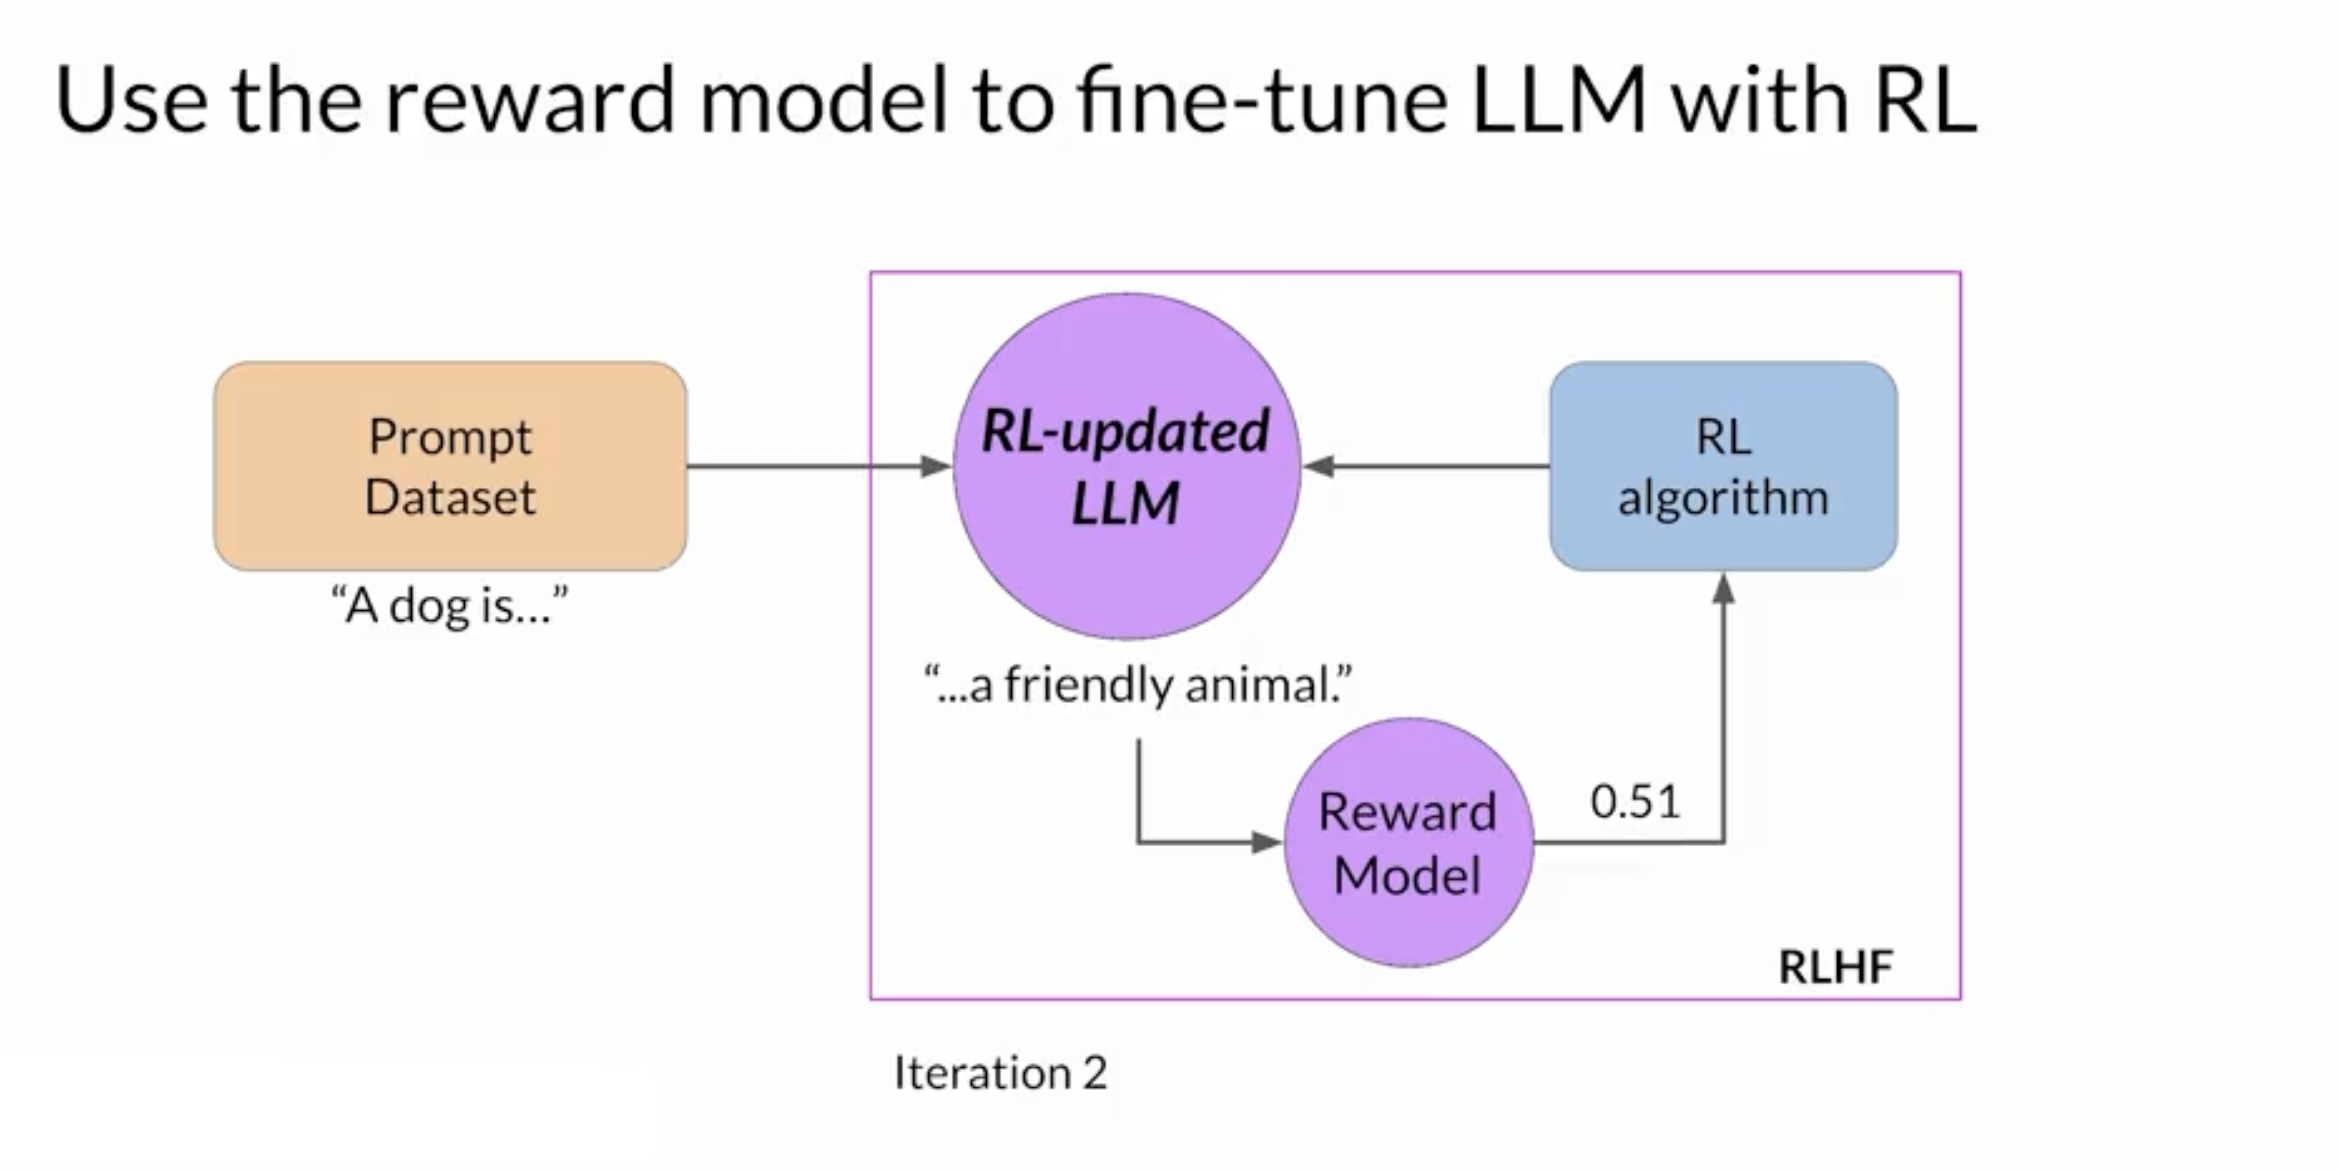 Use the reward model to fine-tune LLM with RL
Prompt
Dataset
“A dog is...”
RL-updated
LLM
RL
algorithm
“...a friendly animal.”
Reward
Model
0.51
RLHF
Iteration 2